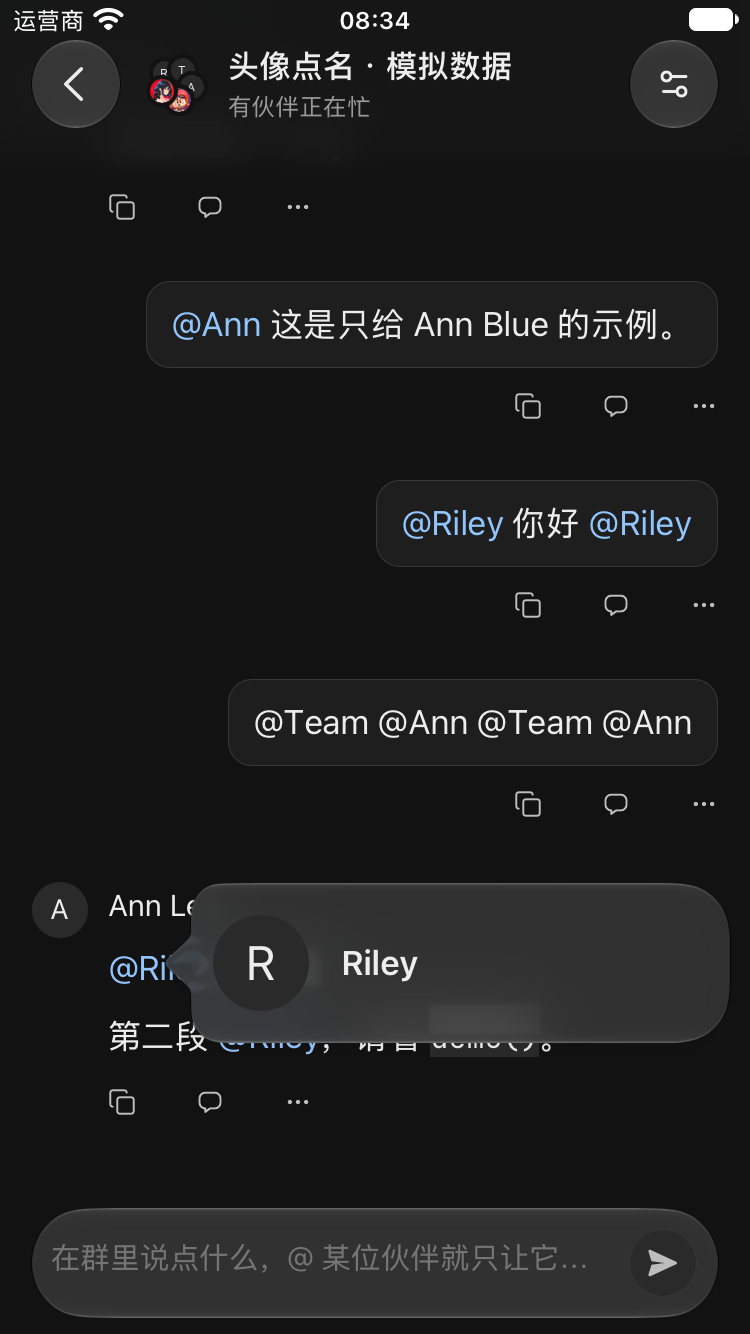 运营商
08:34
R T A
头像点名 · 模拟数据
有伙伴正在忙
@Ann 这是只给 Ann Blue 的示例。
@Riley 你好 @Riley
@Team @Ann @Team @Ann
A
Ann
R
Riley
第二段 @Riley，
在群里说点什么，@ 某位伙伴就只让它…